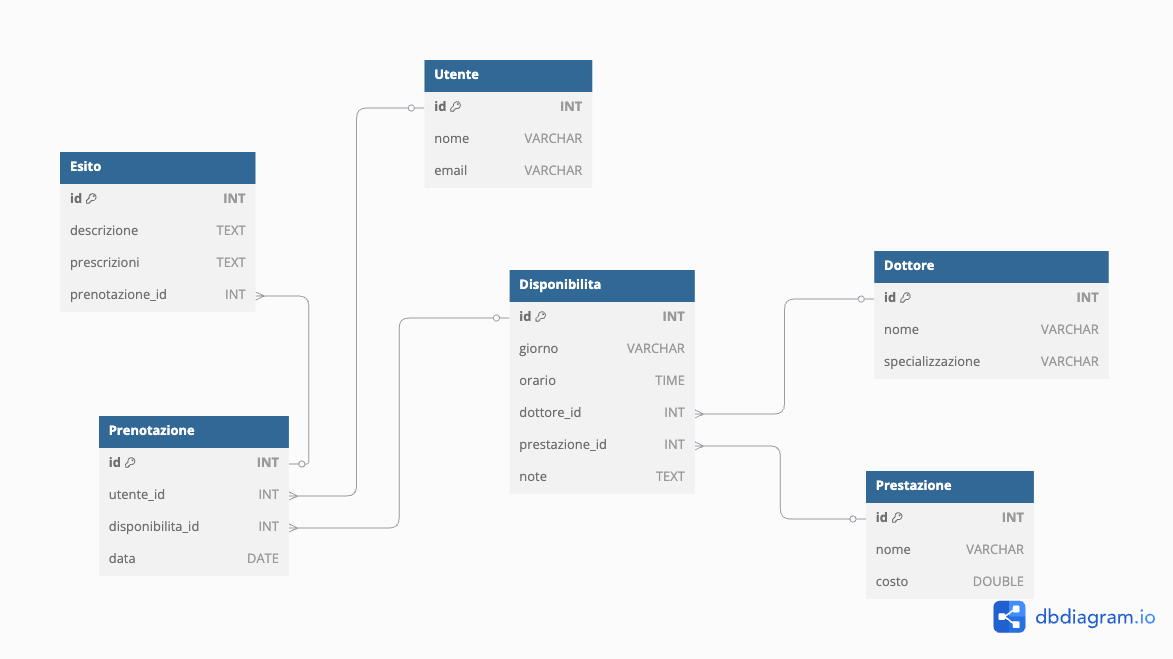 Utente
id INT
nome VARCHAR
email VARCHAR
Esito
id INT
descrizione TEXT
prescrizioni TEXT
prenotazione_id INT
Disponibilita
id INT
giorno VARCHAR
orario TIME
dottore_id INT
prestazione_id INT
note TEXT
Dottore
id INT
nome VARCHAR
specializzazione VARCHAR
Prenotazione
id INT
utente_id INT
disponibilita_id INT
data DATE
Prestazione
id INT
nome VARCHAR
costo DOUBLE
dbdiagram.io